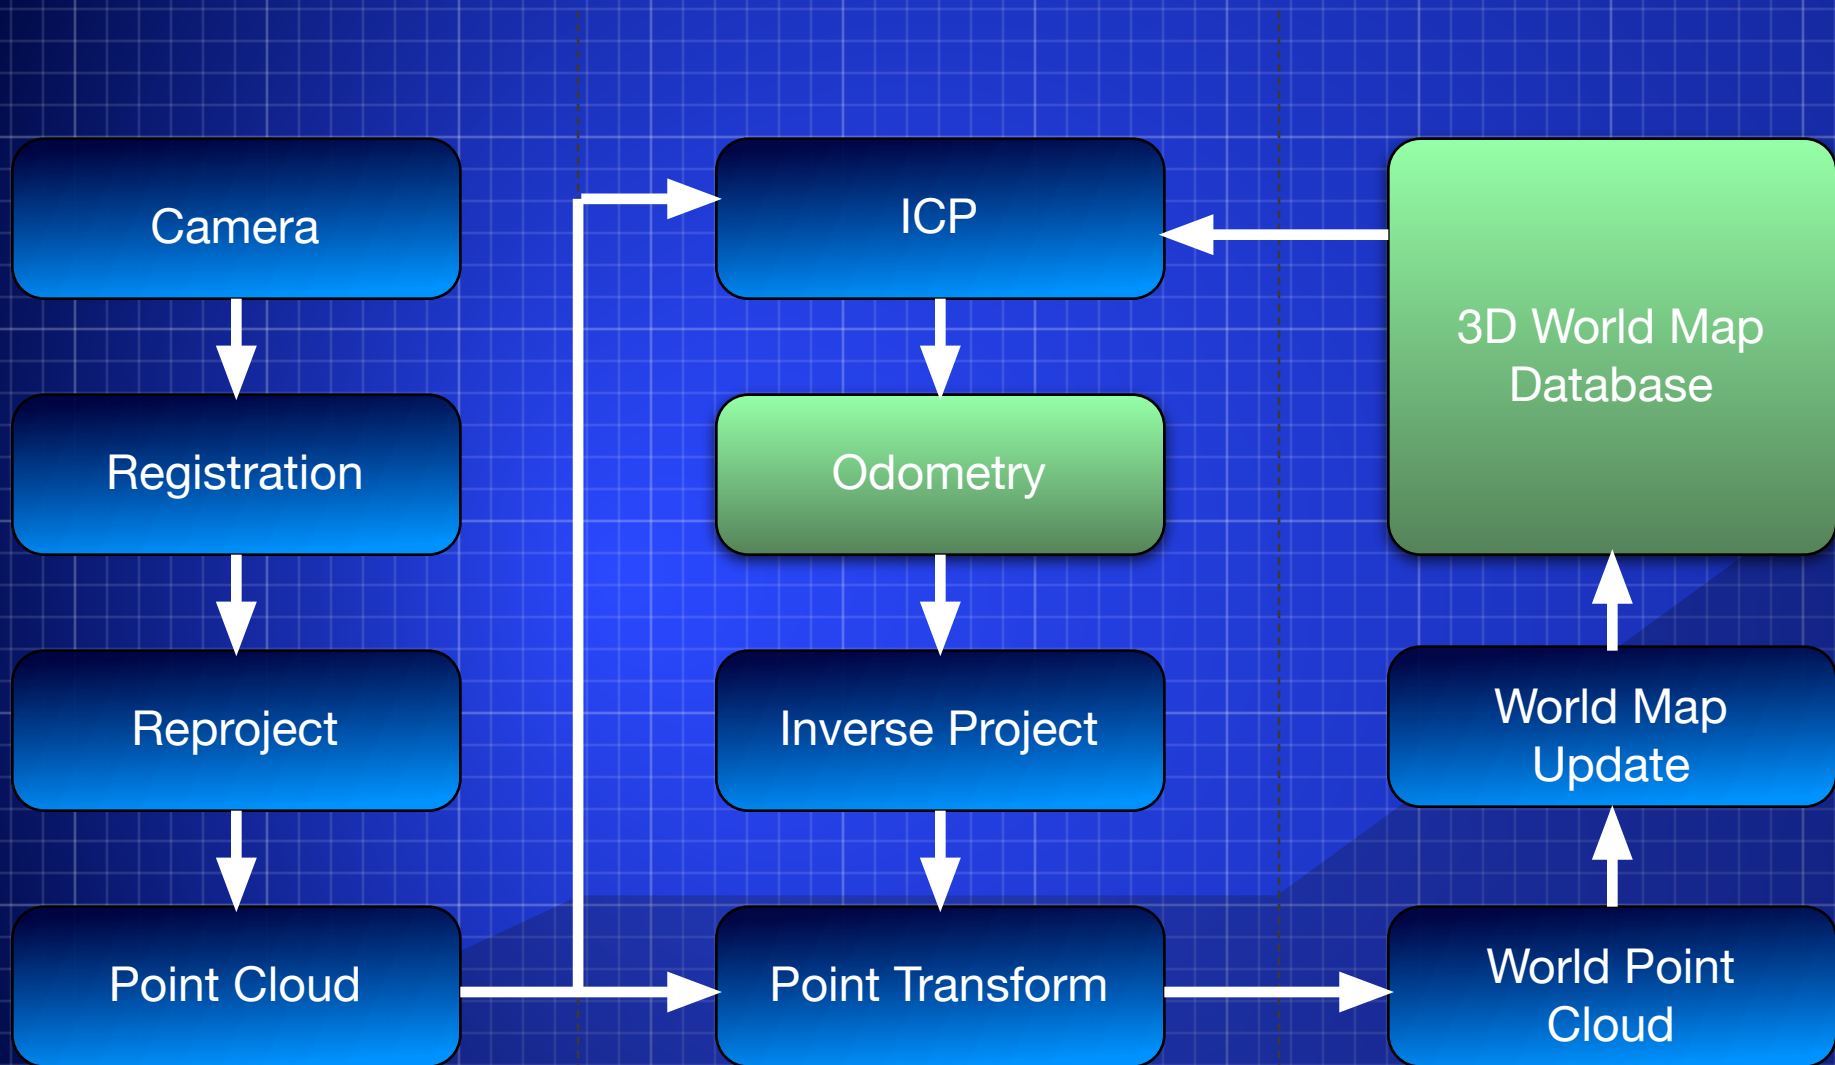 Camera
Registration
Reproject
Point Cloud
ICP
Odometry
Inverse Project
Point Transform
3D World Map
Database
World Map
Update
World Point
Cloud